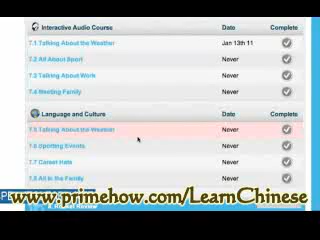 Interactive Audio Course Date Complete
7.1 Talking About the Weather Jan 13th 11
7.2 All About Sport Never
7.3 Talking About Work Never
7.4 Meeting Family Never
Language and Culture Date Complete
7.5 Talking About the Weather Never
7.6 Sporting Events Never
7.7 Career Hats Never
7.8 All in the Family Never
www.primehow.com/LearnChinese
Review